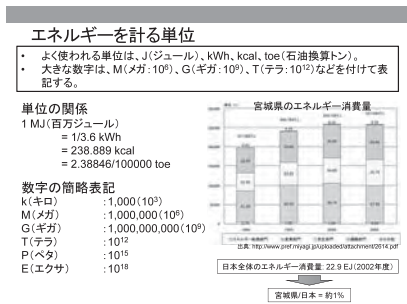 エネルギーを計る単位
• よく使われる単位は、J(ジュール)、kWh、kcal、toe(石油換算トン)。
• 大きな数字は、M(メガ:10⁶)、G(ギガ:10⁹)、T(テラ:10¹²)などを付けて表
記する。
単位の関係
1 MJ(百万ジュール)
= 1/3.6 kWh
= 238.889 kcal
= 2.38846/100000 toe
数字の簡略表記
k(キロ) :1,000(10³)
M(メガ) :1,000,000(10⁶)
G(ギガ) :1,000,000,000(10⁹)
T(テラ) :10¹²
P(ペタ) :10¹⁵
E(エクサ) :10¹⁸
宮城県のエネルギー消費量
出典: http://www.pref.miyagi.jp/uploaded/attachment/2614.pdf
日本全体のエネルギー消費量: 22.9 EJ(2002年度)
宮城県/日本 = 約1%